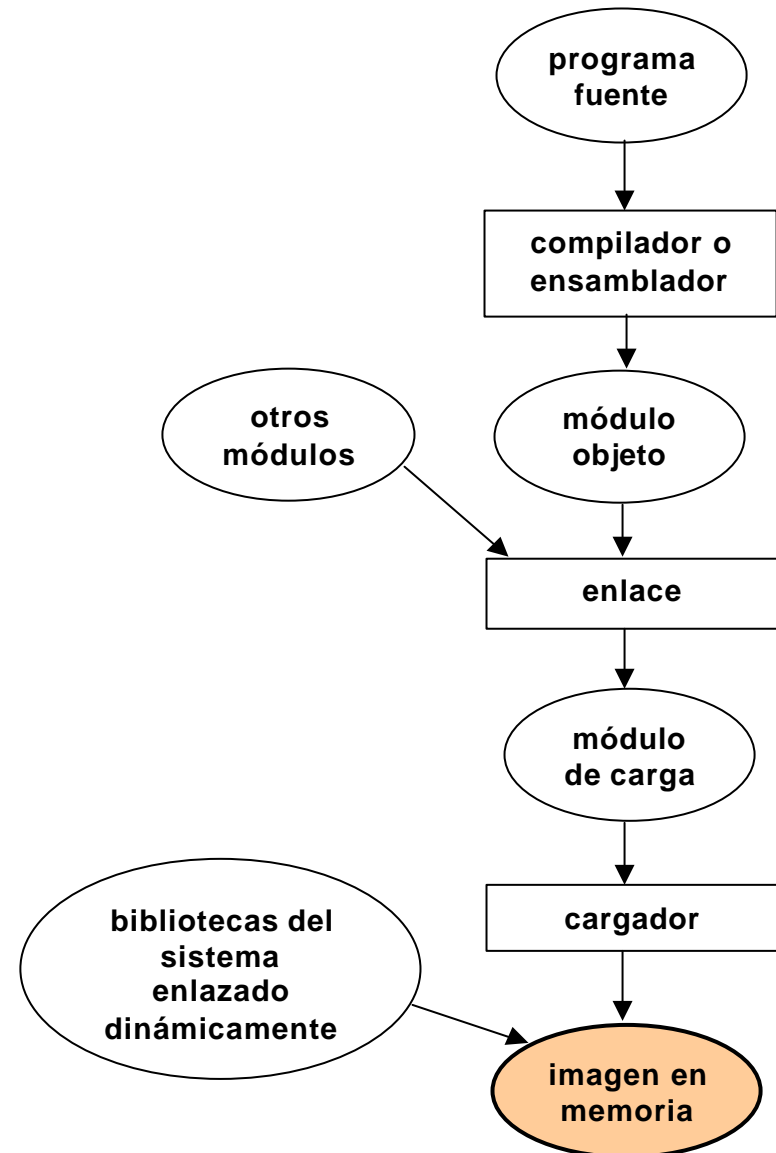 programa
fuente
compilador o
ensamblador
otros
módulos
módulo
objeto
enlace
módulo
de carga
cargador
bibliotecas del
sistema
enlazado
dinámicamente
imagen en
memoria